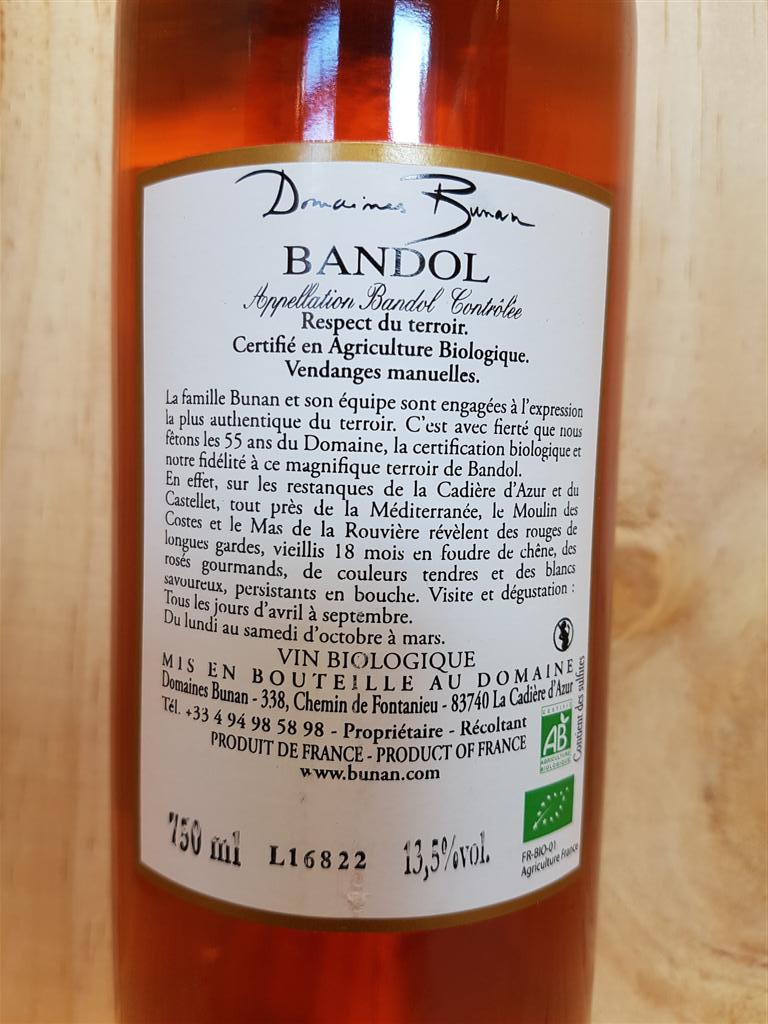 Domaines Bunan
BANDOL
Appellation Bandol Contrôlée
Respect du terroir.
Certifié en Agriculture Biologique.
Vendanges manuelles.
La famille Bunan et son équipe sont engagées à l'expression
la plus authentique du terroir. C'est avec fierté que nous
fêtons les 55 ans du Domaine, la certification biologique et
notre fidélité à ce magnifique terroir de Bandol.
En effet, sur les restanques de la Cadière d'Azur et du
Castellet, tout près de la Méditerranée, le Moulin des
Costes et le Mas de la Rouvière révèlent des rouges de
longues gardes, vieillis 18 mois en foudre de chêne, des
rosés gourmands, de couleurs tendres et des blancs
savoureux, persistants en bouche. Visite et dégustation :
Tous les jours d'avril à septembre.
Du lundi au samedi d'octobre à mars.
VIN BIOLOGIQUE
MIS EN BOUTEILLE AU DOMAINE
Domaines Bunan - 338, Chemin de Fontanieu - 83740 La Cadière d'Azur
Tél. +33 4 94 98 58 98 - Propriétaire - Récoltant
PRODUIT DE FRANCE - PRODUCT OF FRANCE
www.bunan.com
Contient des sulfites
CERTIFIÉ
AB
AGRICULTURE
BIOLOGIQUE
750 ml L16822 13,5%vol.
FR-BIO-01
Agriculture France